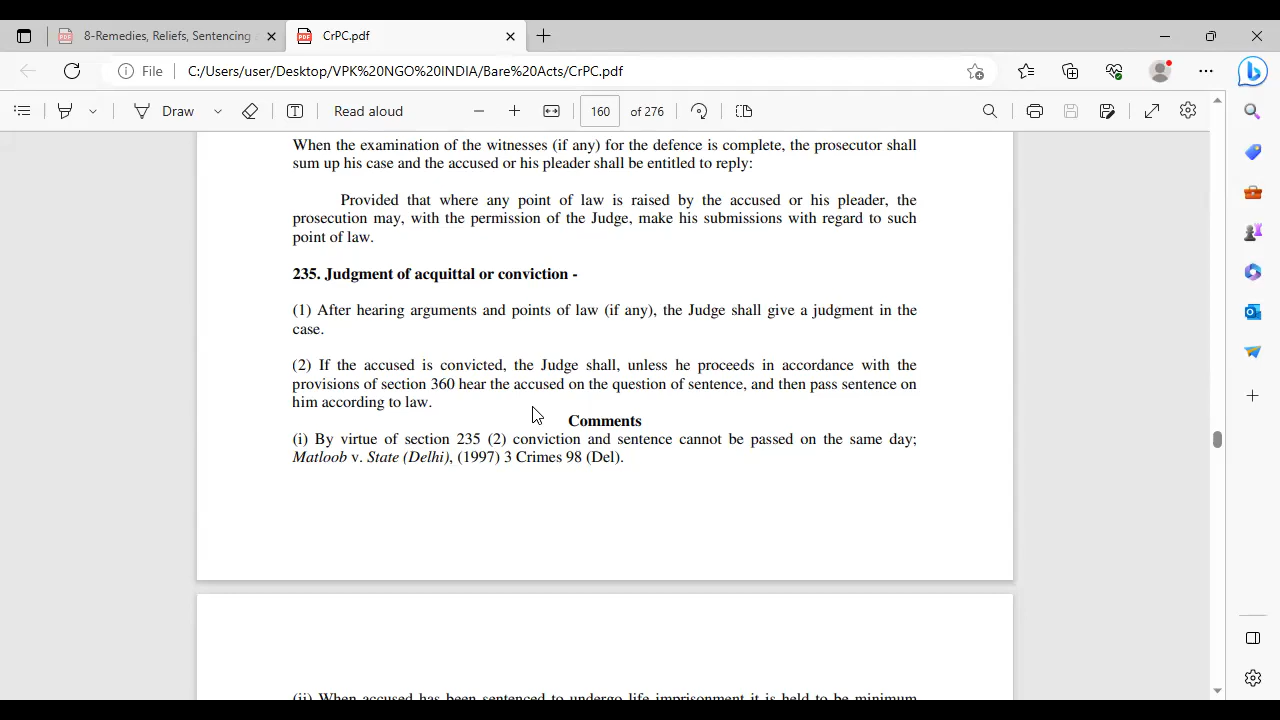 8-Remedies, Reliefs, Sentencing
CrPC.pdf
File
C:/Users/user/Desktop/VPK%20NGO%20INDIA/Bare%20Acts/CrPC.pdf
Draw
Read aloud
160
of 276
When the examination of the witnesses (if any) for the defence is complete, the prosecutor shall
sum up his case and the accused or his pleader shall be entitled to reply:
Provided that where any point of law is raised by the accused or his pleader, the
prosecution may, with the permission of the Judge, make his submissions with regard to such
point of law.
235. Judgment of acquittal or conviction -
(1) After hearing arguments and points of law (if any), the Judge shall give a judgment in the
case.
(2) If the accused is convicted, the Judge shall, unless he proceeds in accordance with the
provisions of section 360 hear the accused on the question of sentence, and then pass sentence on
him according to law.
Comments
(i) By virtue of section 235 (2) conviction and sentence cannot be passed on the same day;
Matloob v. State (Delhi), (1997) 3 Crimes 98 (Del).
(ii) When accused has been sentenced to undergo life imprisonment it is held to be minimum